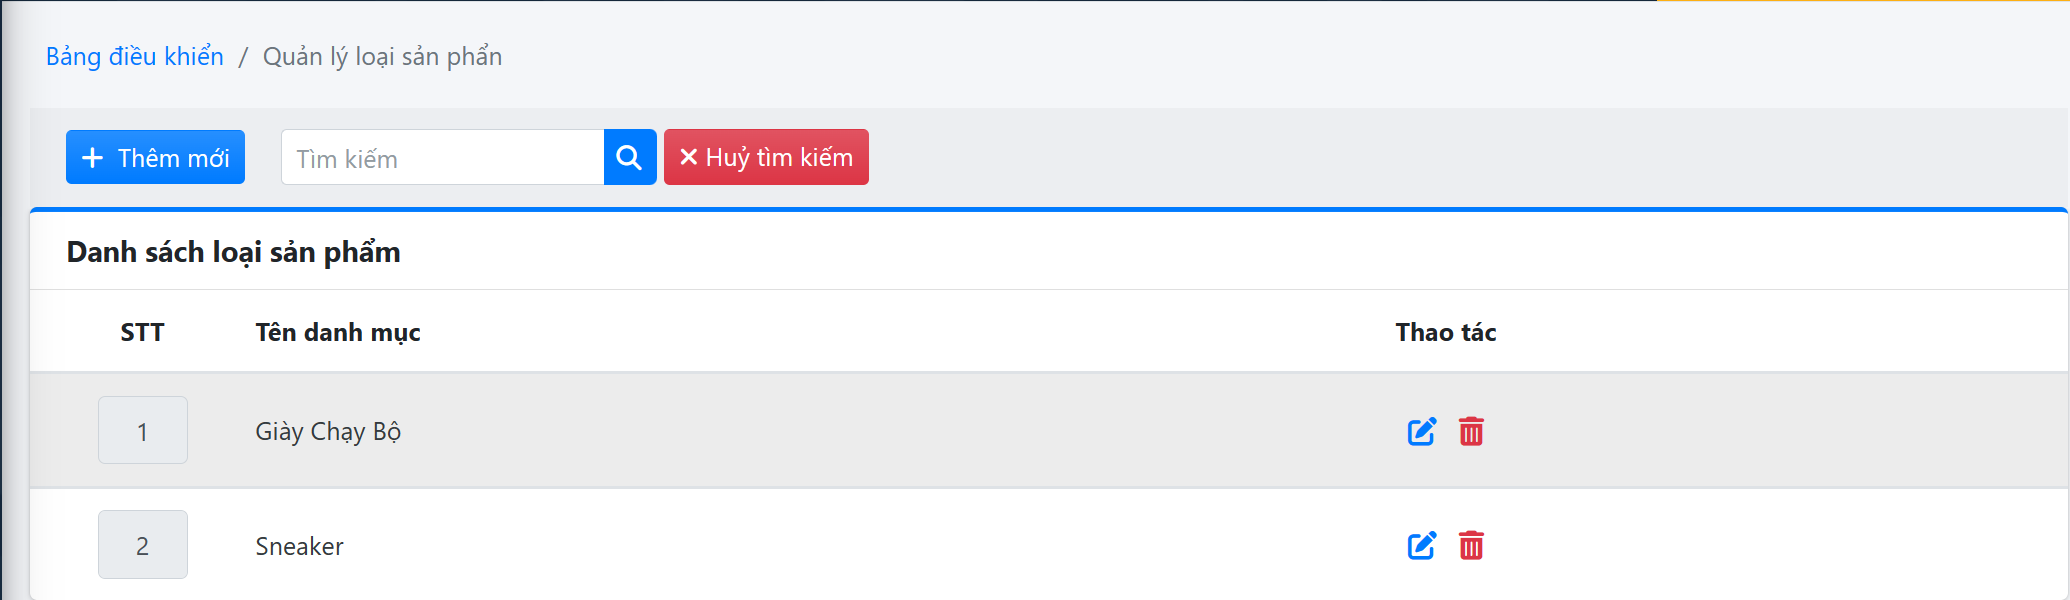 Bảng điều khiển / Quản lý loại sản phẩn
Thêm mới Tìm kiếm Huỷ tìm kiếm
Danh sách loại sản phẩm
STT Tên danh mục Thao tác
1 Giày Chạy Bộ
2 Sneaker